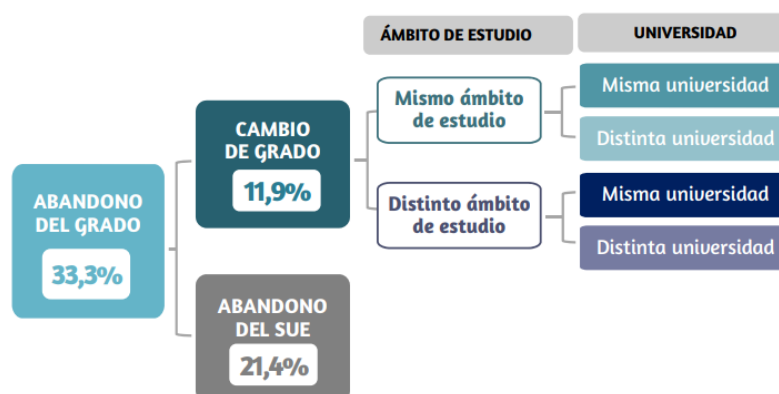 ÁMBITO DE ESTUDIO
UNIVERSIDAD
ABANDONO
DEL GRADO
33,3%
CAMBIO
DE GRADO
11,9%
ABANDONO
DEL SUE
21,4%
Mismo ámbito
de estudio
Distinto ámbito
de estudio
Misma universidad
Distinta universidad
Misma universidad
Distinta universidad